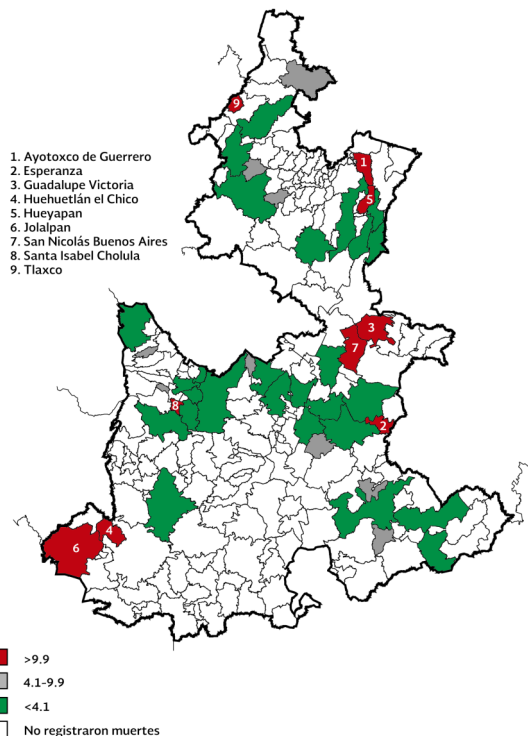 9
1
5
1. Ayotoxco de Guerrero
2. Esperanza
3. Guadalupe Victoria
4. Huehuetlán el Chico
5. Hueyapan
6. Jolalpan
7. San Nicolás Buenos Aires
8. Santa Isabel Cholula
9. Tlaxco
3
7
8
2
4
6
>9.9
4.1-9.9
<4.1
No registraron muertes